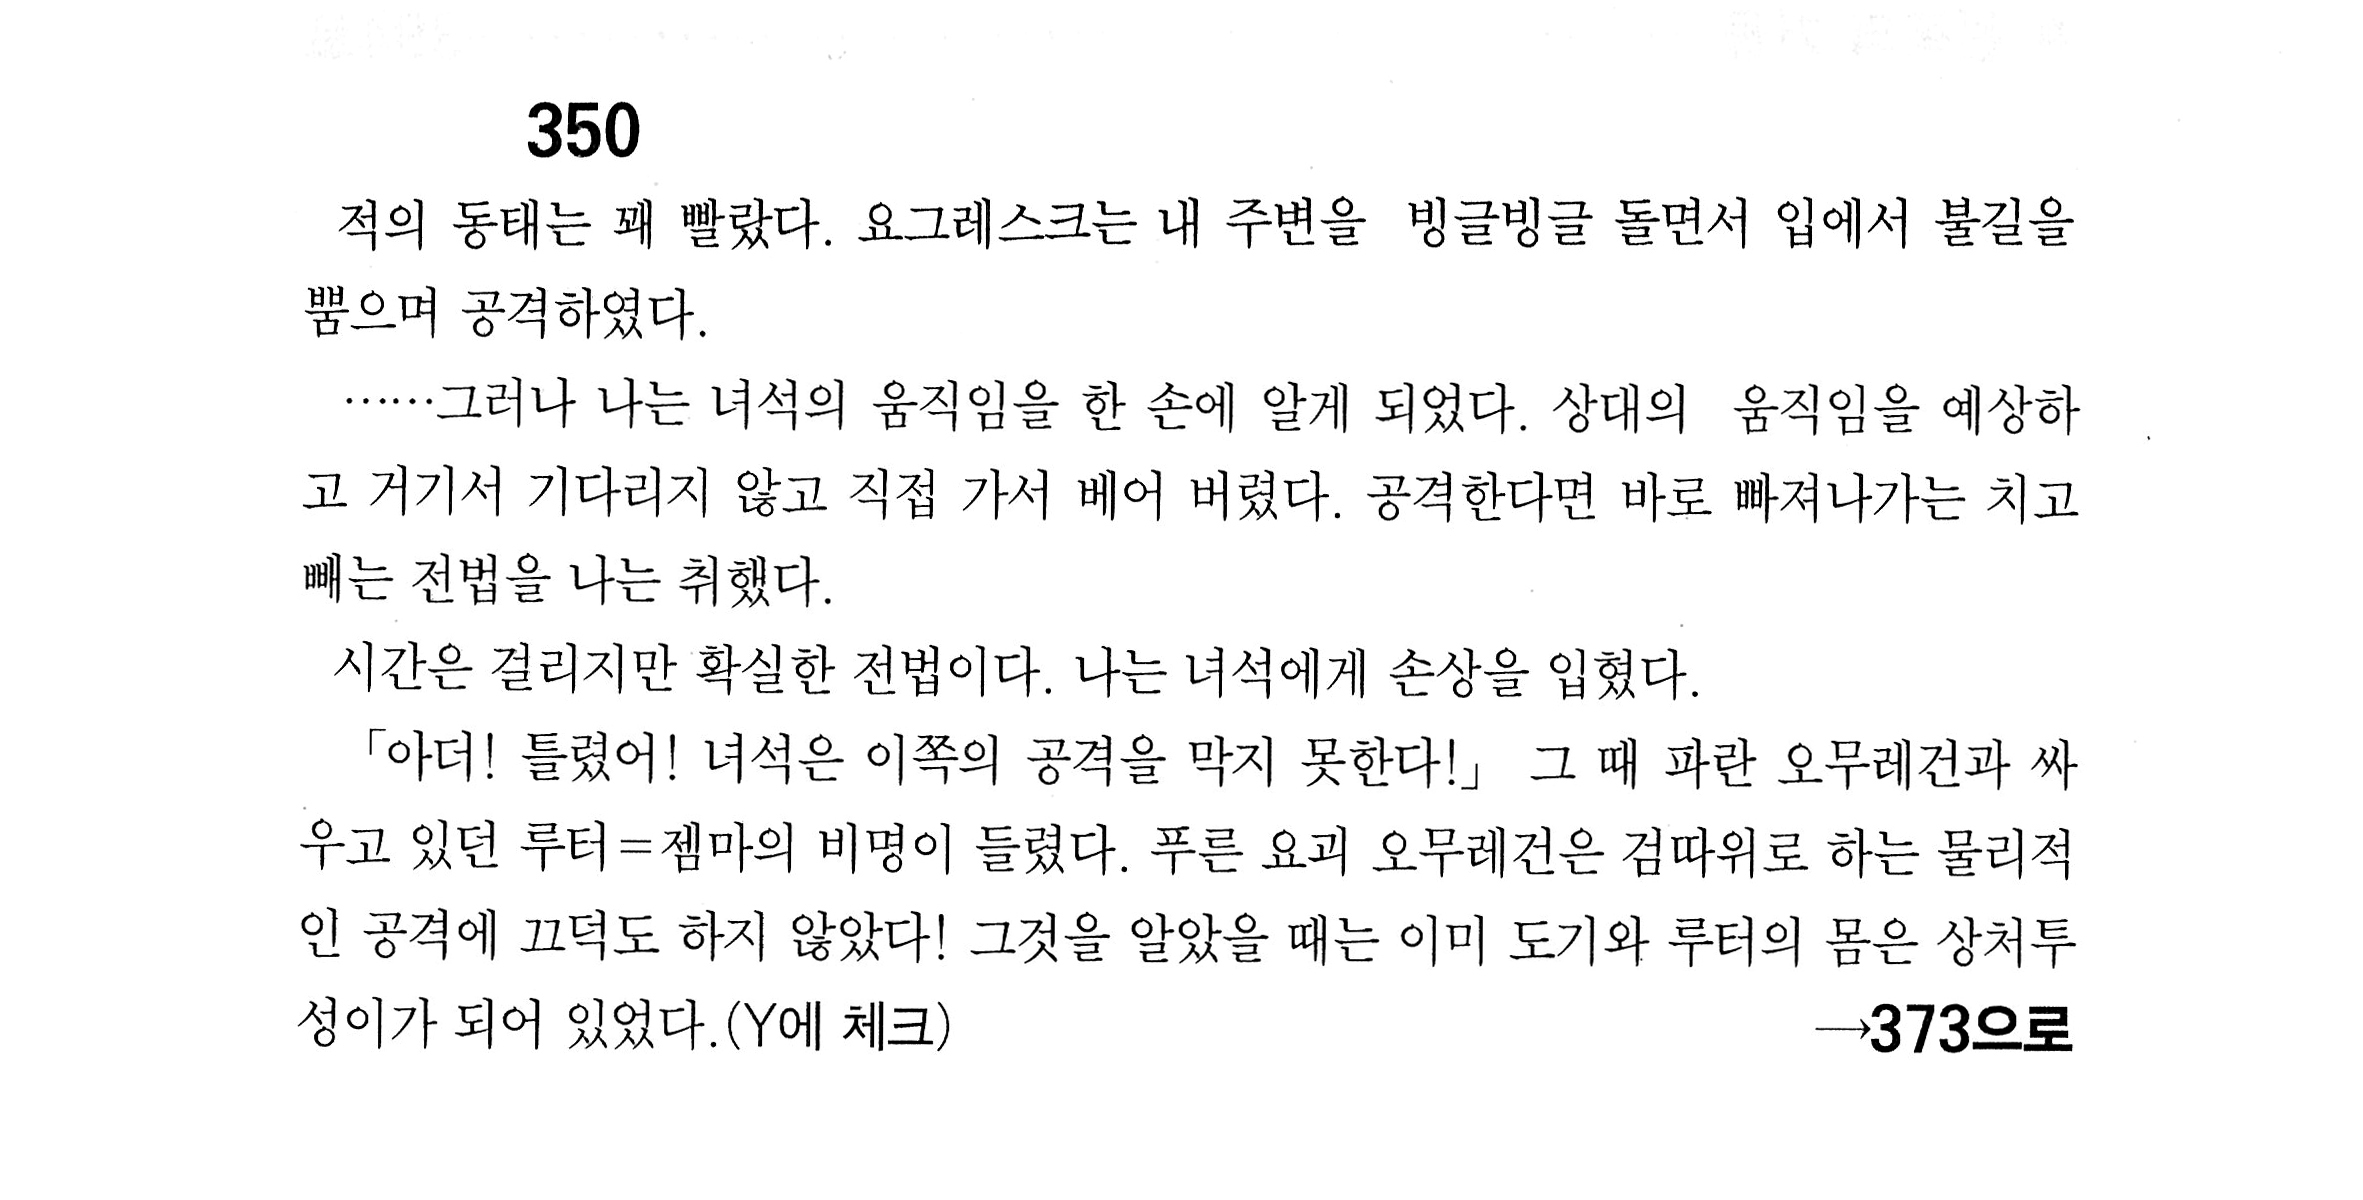 350
적의 동태는 꽤 빨랐다. 요그레스크는 내 주변을 빙글빙글 돌면서 입에서 불길을
뿜으며 공격하였다.
……그러나 나는 녀석의 움직임을 한 손에 알게 되었다. 상대의 움직임을 예상하
고 거기서 기다리지 않고 직접 가서 베어 버렸다. 공격한다면 바로 빠져나가는 치고
빼는 전법을 나는 취했다.
시간은 걸리지만 확실한 전법이다. 나는 녀석에게 손상을 입혔다.
「아더! 틀렸어! 녀석은 이쪽의 공격을 막지 못한다!」 그 때 파란 오무레건과 싸
우고 있던 루터=젬마의 비명이 들렸다. 푸른 요괴 오무레건은 검따위로 하는 물리적
인 공격에 끄덕도 하지 않았다! 그것을 알았을 때는 이미 도기와 루터의 몸은 상처투
성이가 되어 있었다.(Y에 체크) →373으로